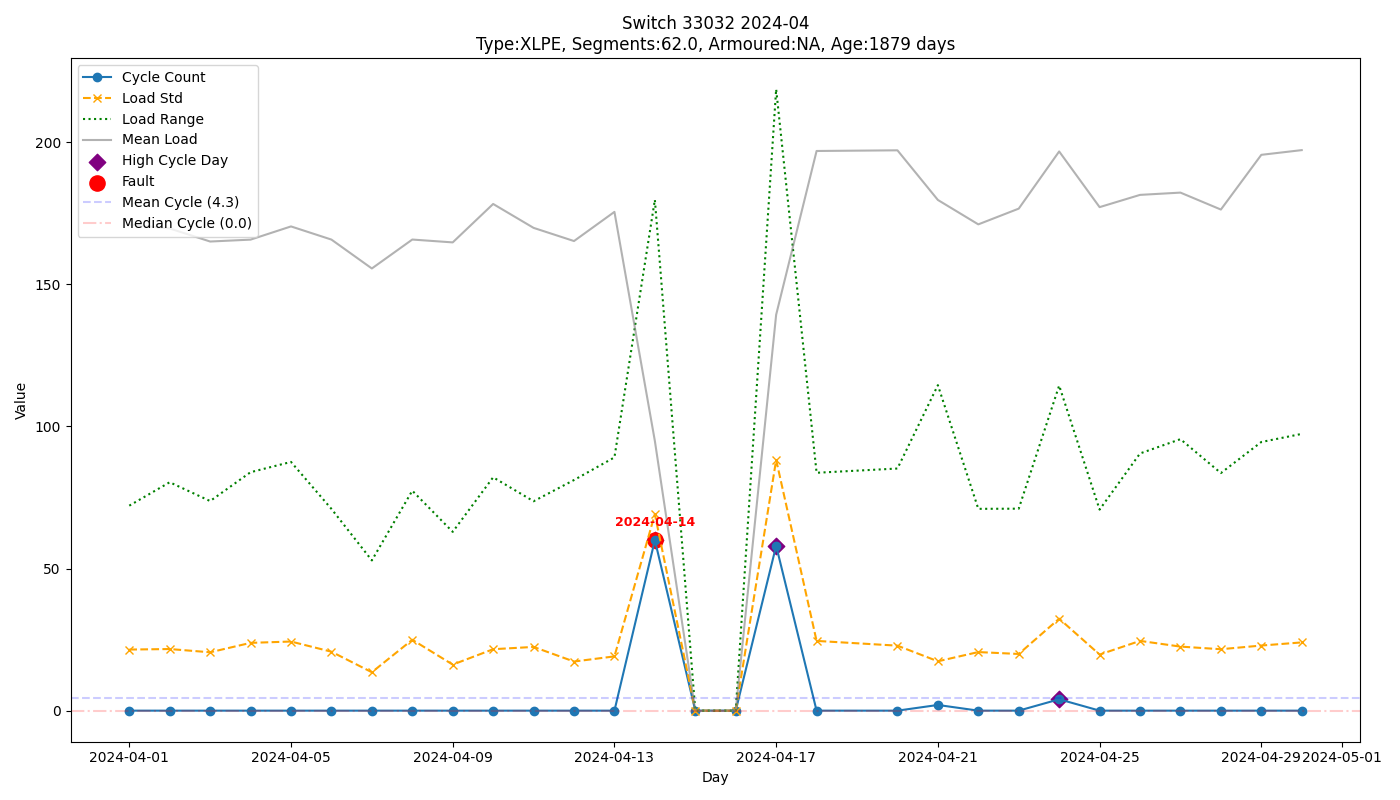 Switch 33032 2024-04
Type:XLPE, Segments:62.0, Armoured:NA, Age:1879 days
Cycle Count
Load Std
Load Range
Mean Load
High Cycle Day
Fault
Mean Cycle (4.3)
Median Cycle (0.0)
200
150
100
50
0
Value
2024-04-14
2024-04-01
2024-04-05
2024-04-09
2024-04-13
2024-04-17
2024-04-21
2024-04-25
2024-04-29
2024-05-01
Day